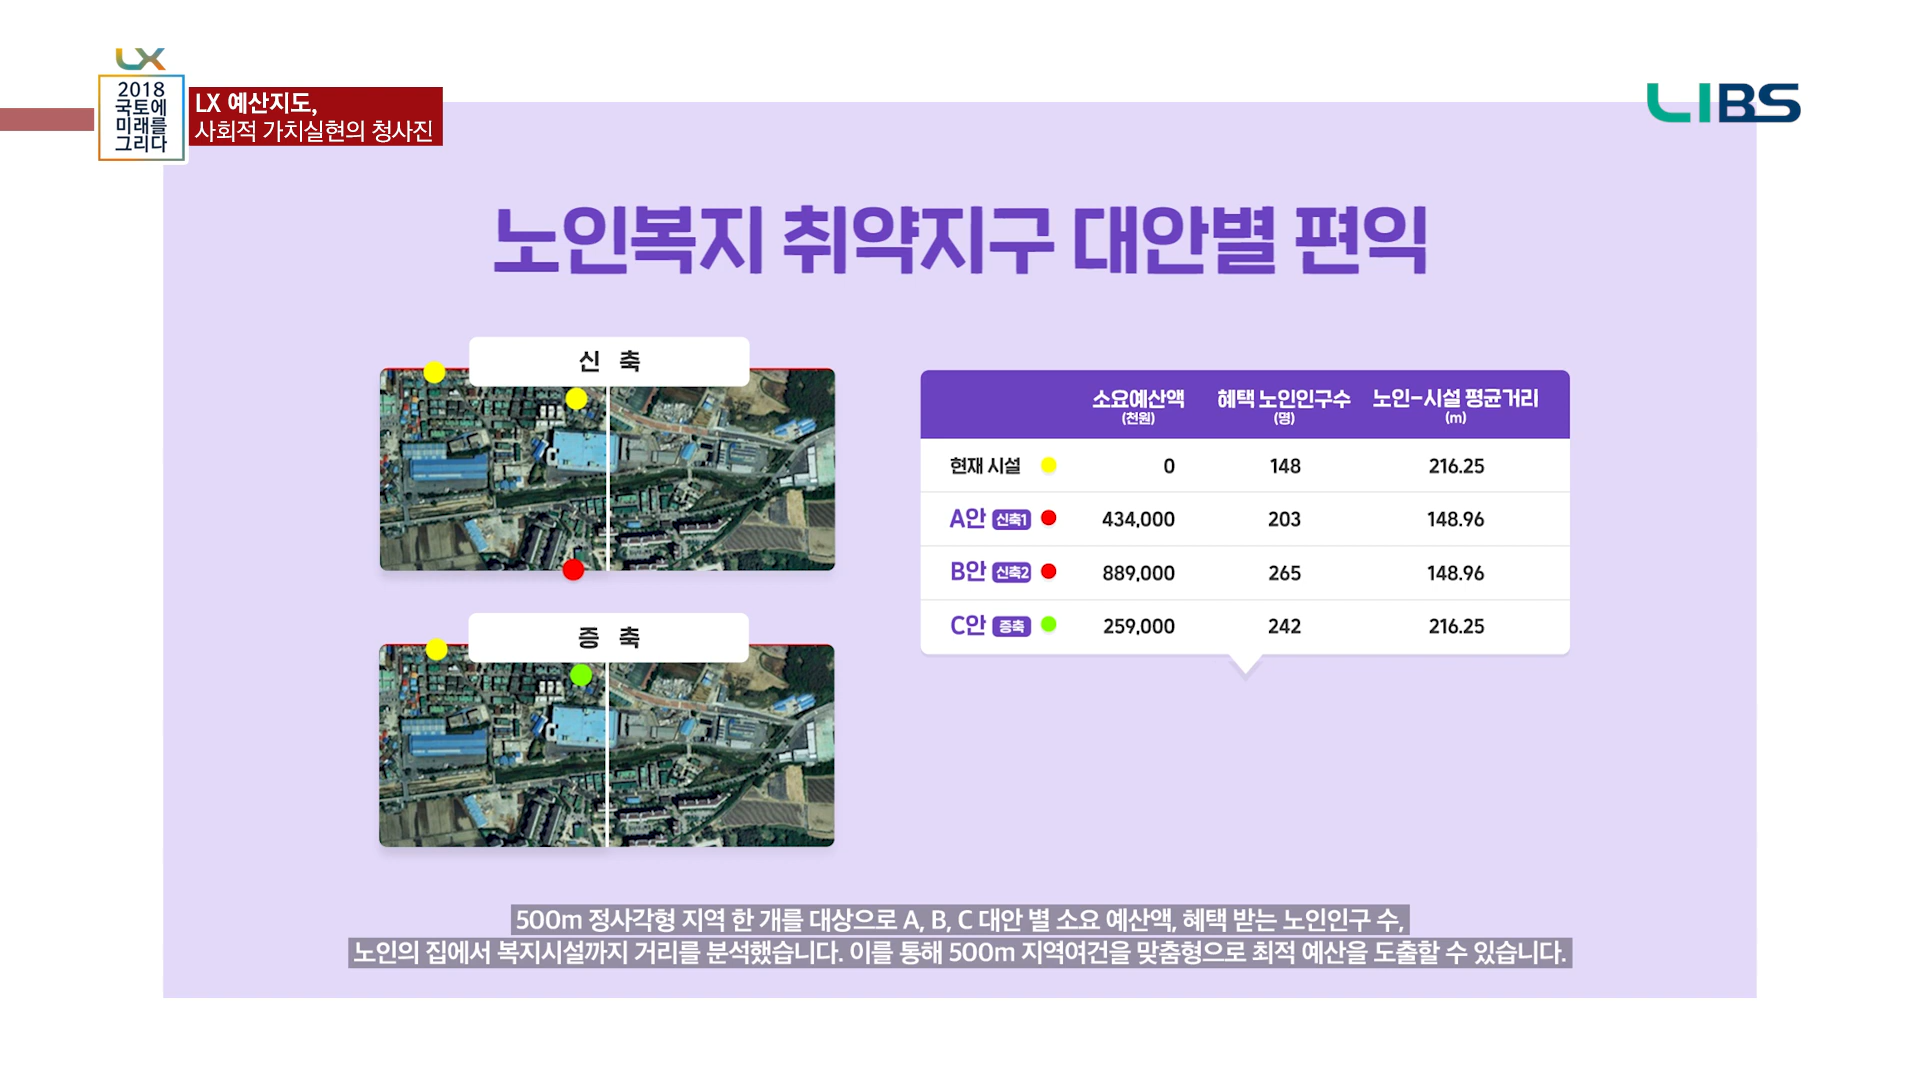 LX
2018
국토에
미래를
그리다
LX 예산지도,
사회적 가치실현의 청사진
LIBS
노인복지 취약지구 대안별 편익
신 축
증 축
소요예산액 혜택 노인인구수 노인-시설 평균거리
(천원) (명) (m)
현재 시설 0 148 216.25
A안 신축1 434,000 203 148.96
B안 신축2 889,000 265 148.96
C안 증축 259,000 242 216.25
500m 정사각형 지역 한 개를 대상으로 A, B, C 대안 별 소요 예산액, 혜택 받는 노인인구 수,
노인의 집에서 복지시설까지 거리를 분석했습니다. 이를 통해 500m 지역여건을 맞춤형으로 최적 예산을 도출할 수 있습니다.